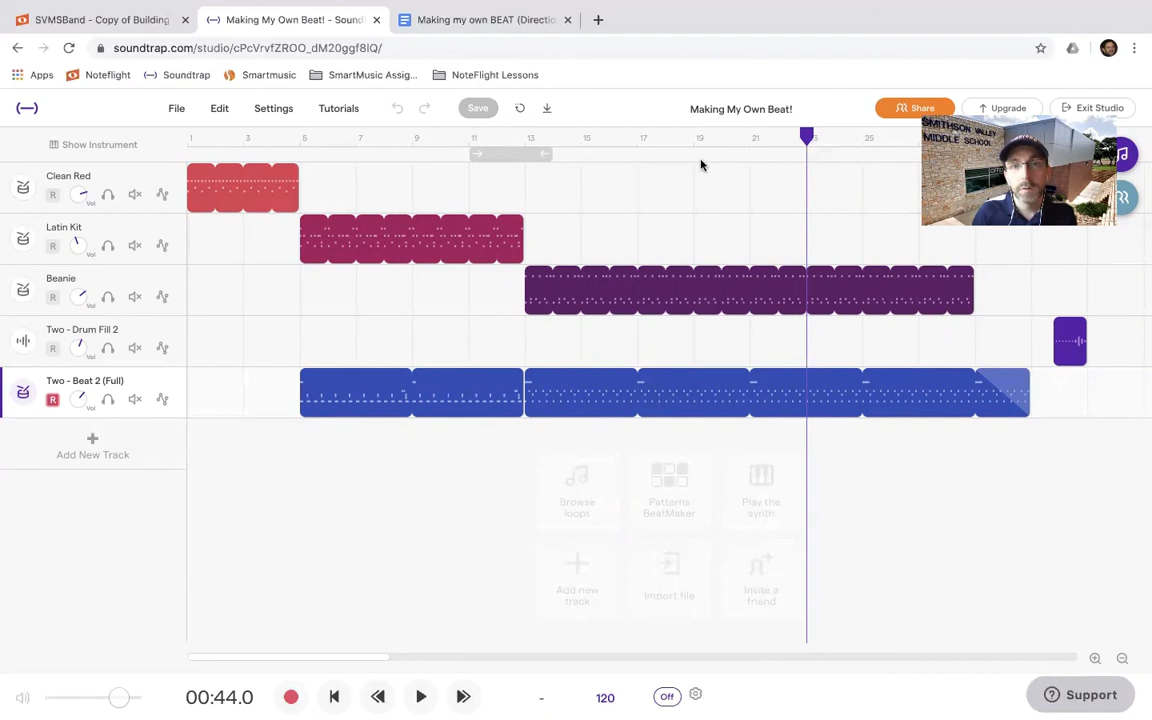 SVMSBand - Copy of Building
Making My Own Beat! - Sound
Making my own BEAT (Directio
soundtrap.com/studio/cPcVrvfZROO_dM20ggf8lQ/
Apps Noteflight Soundtrap Smartmusic SmartMusic Assig... NoteFlight Lessons
File Edit Settings Tutorials Save Making My Own Beat! Share Upgrade Exit Studio
Show Instrument
1 3 5 7 9 11 13 15 17 19 21 3 25
SMITHSON VALLEY
MIDDLE SCHOOL
Clean Red
R Vol
Latin Kit
R Vol
Beanie
R Vol
Two - Drum Fill 2
R Vol
Two - Beat 2 (Full)
R Vol
Add New Track
Browse loops
Patterns BeatMaker
Play the synth
Add new track
Import file
Invite a friend
00:44.0 - 120 Off Support